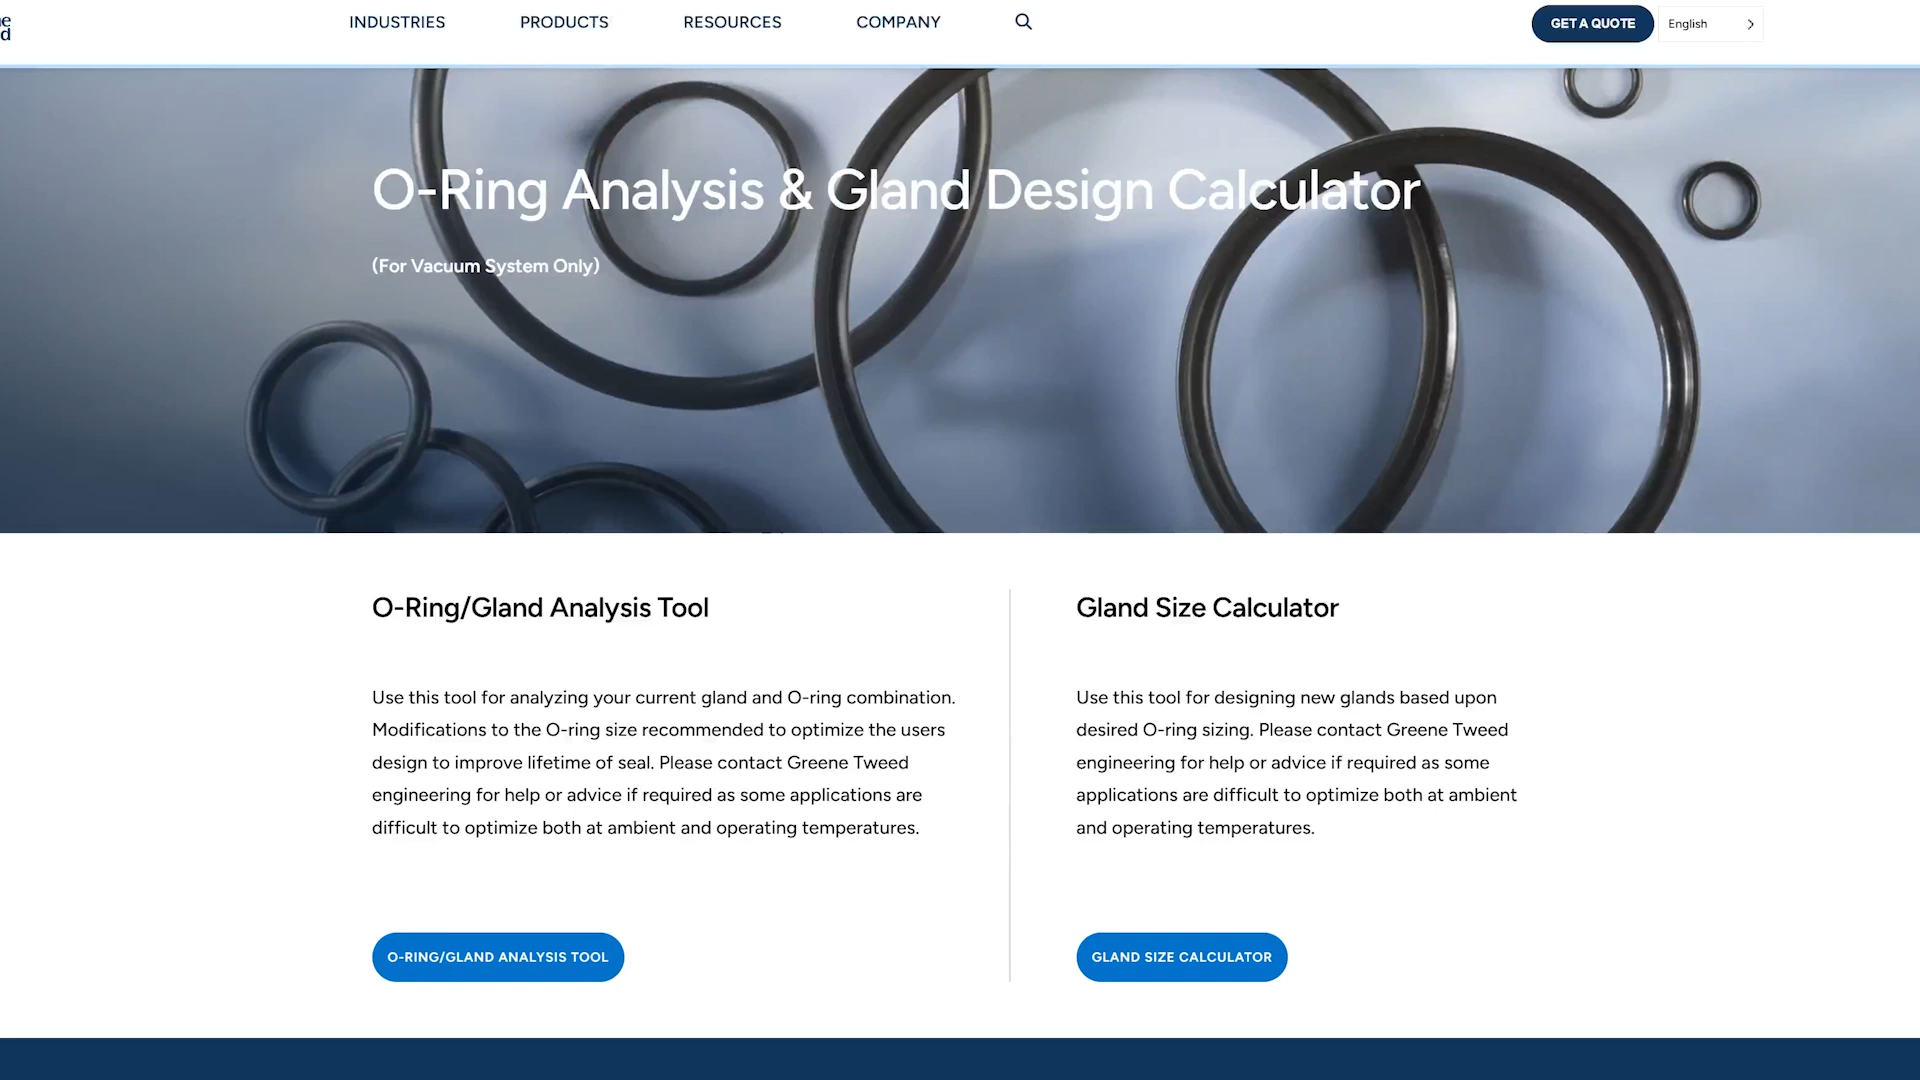 INDUSTRIES PRODUCTS RESOURCES COMPANY GET A QUOTE English
O-Ring Analysis & Gland Design Calculator
(For Vacuum System Only)
O-Ring/Gland Analysis Tool
Use this tool for analyzing your current gland and O-ring combination.
Modifications to the O-ring size recommended to optimize the users
design to improve lifetime of seal. Please contact Greene Tweed
engineering for help or advice if required as some applications are
difficult to optimize both at ambient and operating temperatures.
O-RING/GLAND ANALYSIS TOOL
Gland Size Calculator
Use this tool for designing new glands based upon
desired O-ring sizing. Please contact Greene Tweed
engineering for help or advice if required as some
applications are difficult to optimize both at ambient
and operating temperatures.
GLAND SIZE CALCULATOR